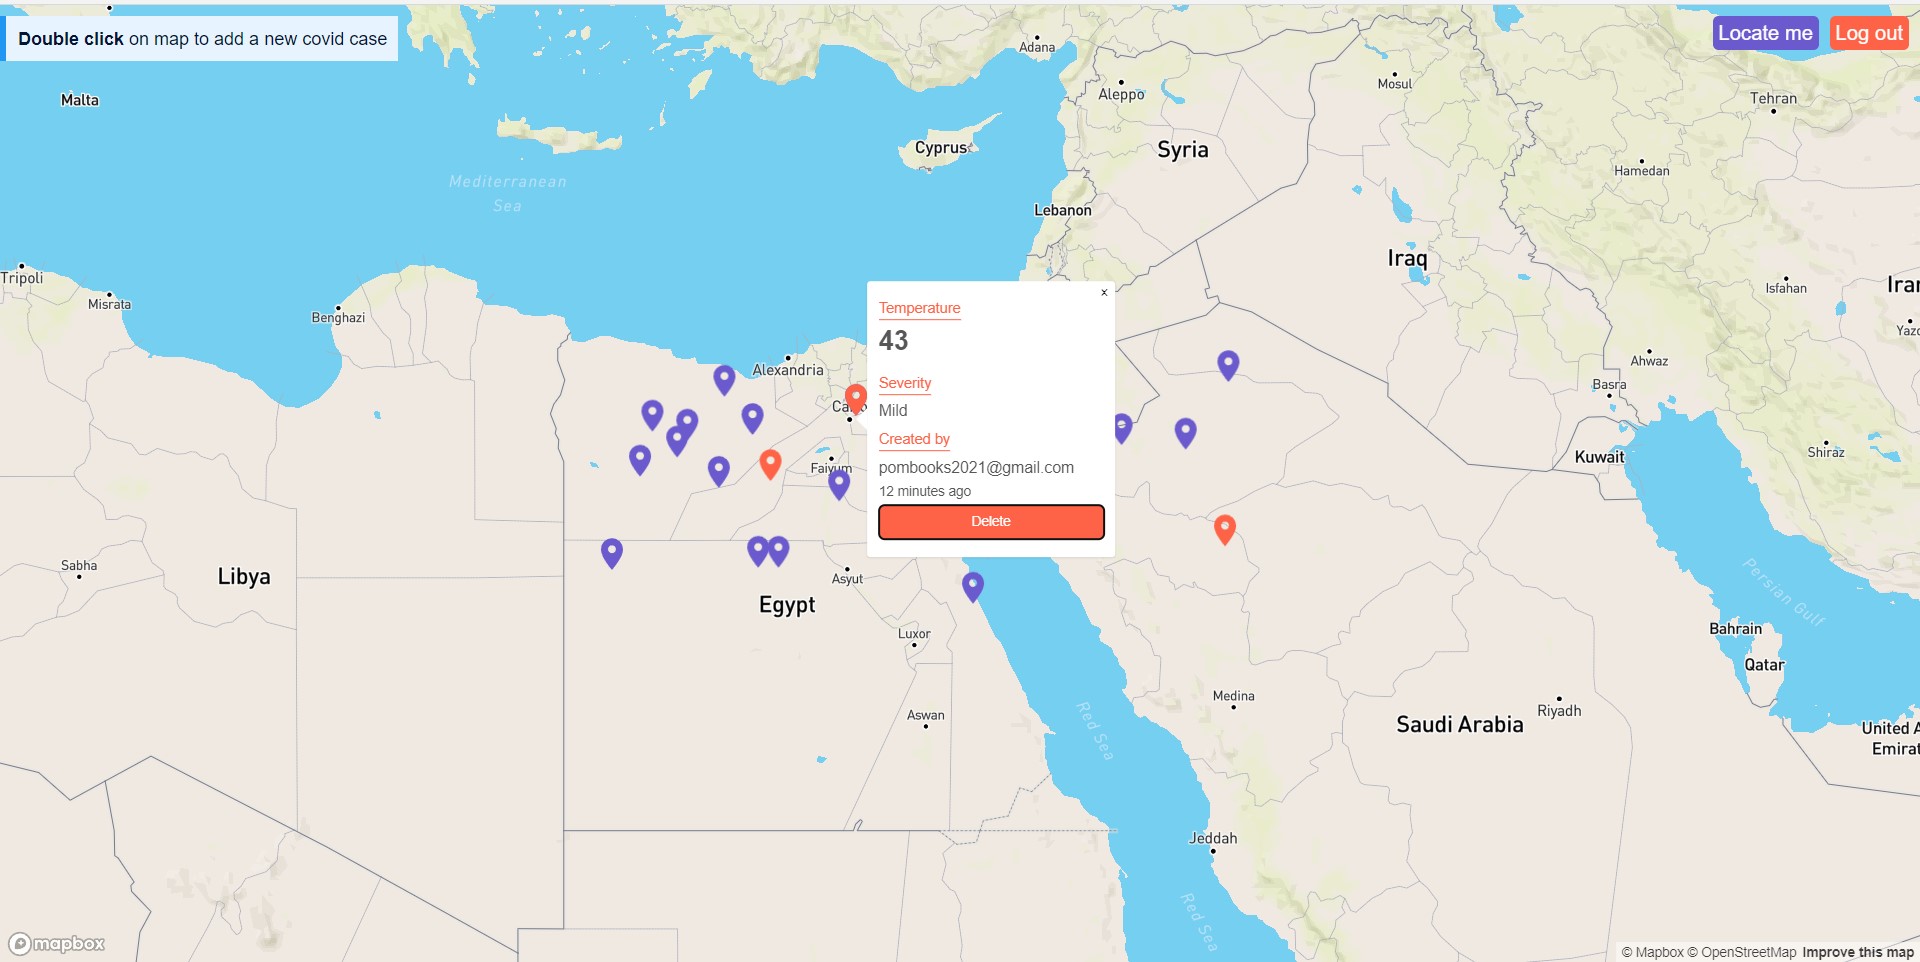 Double click on map to add a new covid case
Locate me
Log out
Adana
Mosul
Aleppo
Tehran
Malta
Cyprus
Syria
Hamedan
Mediterranean
Sea
Lebanon
Iraq
Tripoli
Isfahan
Iran
Misrata
Benghazi
Yazd
x
Temperature
43
Severity
Mild
Created by
pombooks2021@gmail.com
12 minutes ago
Delete
Alexandria
Ahwaz
Basra
Shiraz
Kuwait
Faiyum
Sabha
Libya
Asyut
Egypt
Persian Gulf
Luxor
Bahrain
Qatar
Medina
Riyadh
Aswan
Saudi Arabia
Red Sea
United A
Emirat
Jeddah
Red Sea
mapbox
© Mapbox © OpenStreetMap Improve this map